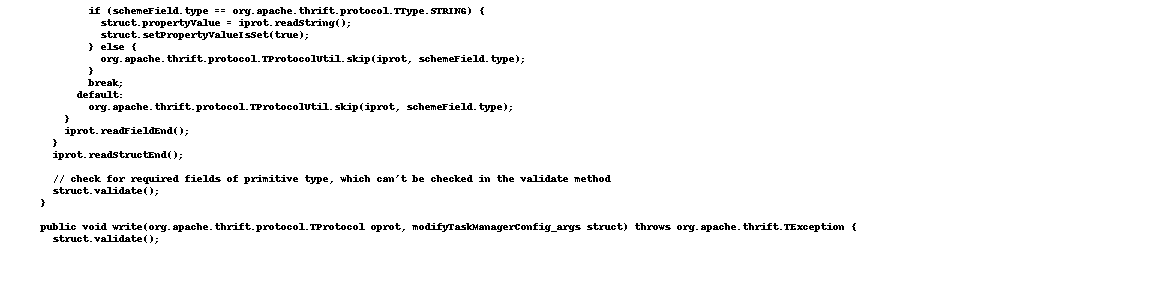 if (schemeField.type == org.apache.thrift.protocol.TType.STRING) {
struct.propertyValue = iprot.readString();
struct.setPropertyValueIsSet(true);
} else {
org.apache.thrift.protocol.TProtocolUtil.skip(iprot, schemeField.type);
}
break;
default:
org.apache.thrift.protocol.TProtocolUtil.skip(iprot, schemeField.type);
}
iprot.readFieldEnd();
}
iprot.readStructEnd();
// check for required fields of primitive type, which can't be checked in the validate method
struct.validate();
}
public void write(org.apache.thrift.protocol.TProtocol oprot, modifyTaskManagerConfig_args struct) throws org.apache.thrift.TException {
struct.validate();